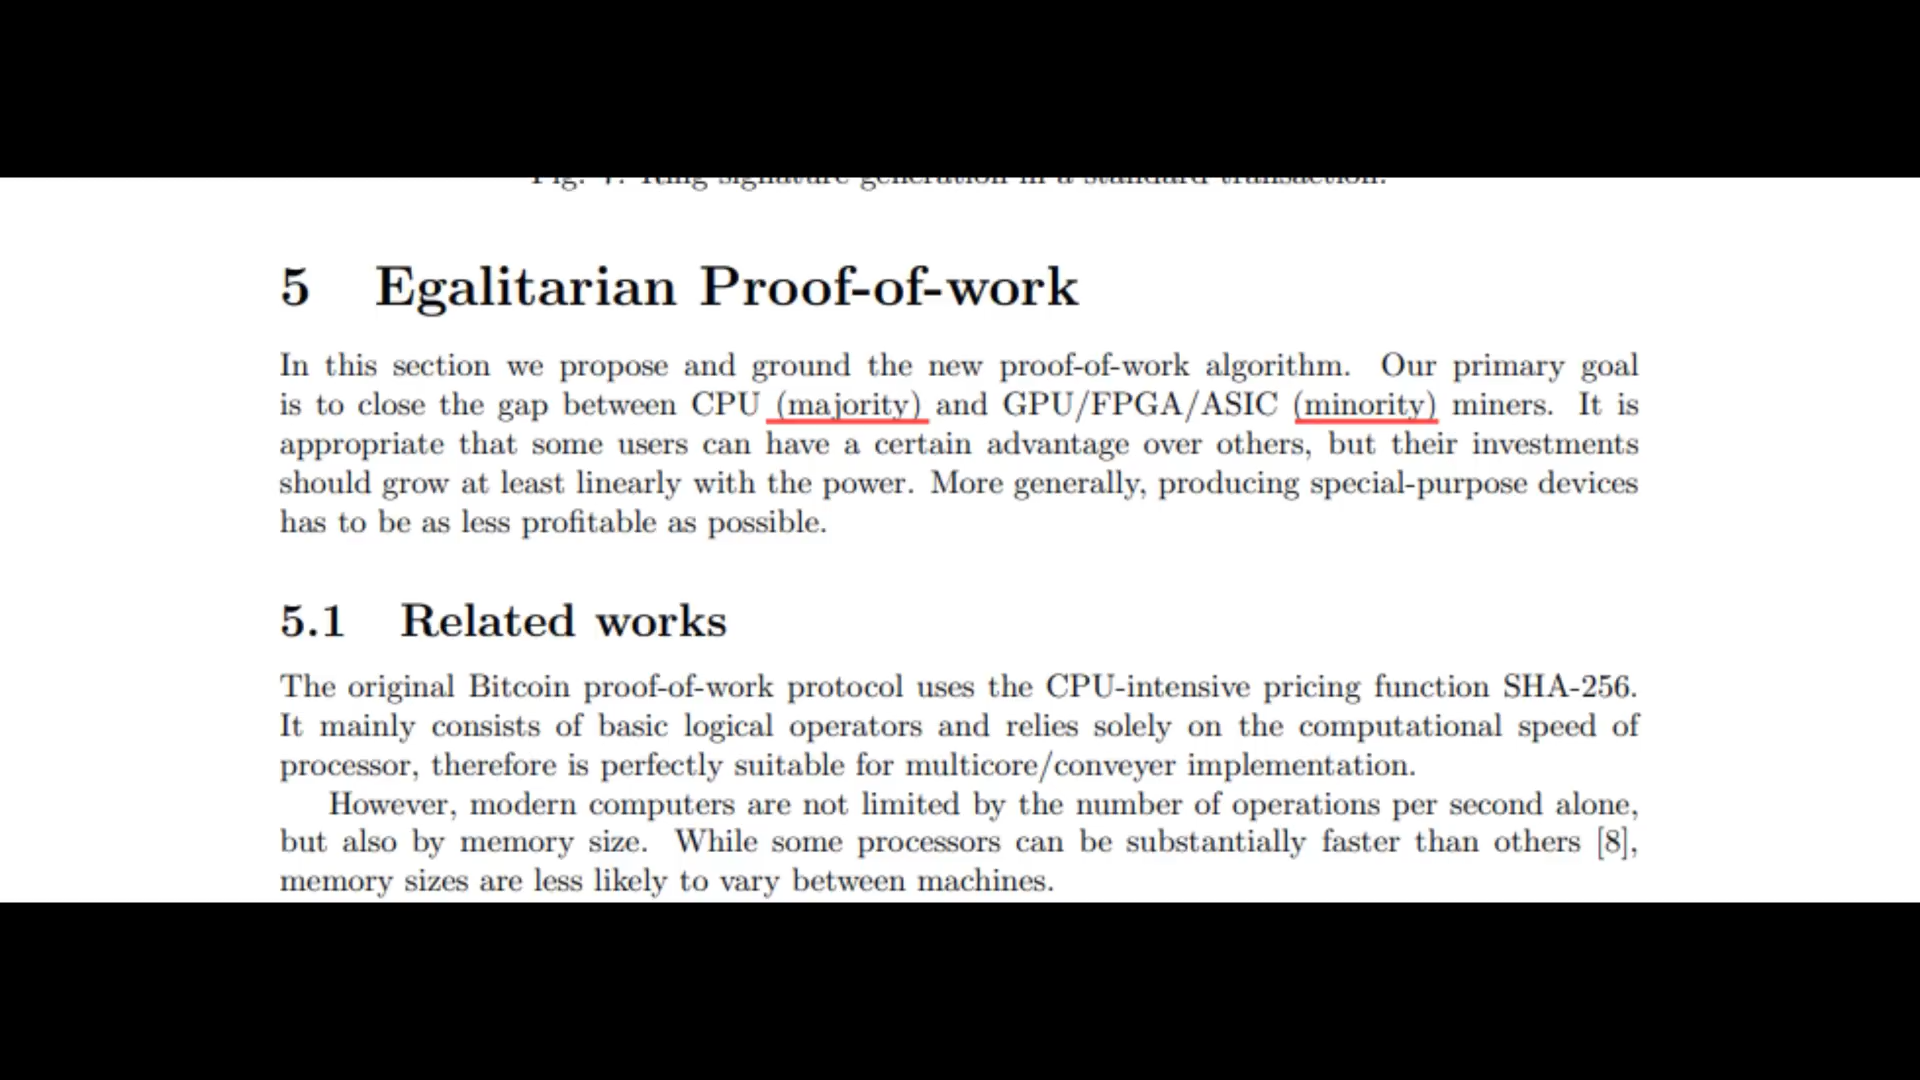 Fig. 7. Ring signature generation in a standard transaction.
5 Egalitarian Proof-of-work
In this section we propose and ground the new proof-of-work algorithm. Our primary goal
is to close the gap between CPU (majority) and GPU/FPGA/ASIC (minority) miners. It is
appropriate that some users can have a certain advantage over others, but their investments
should grow at least linearly with the power. More generally, producing special-purpose devices
has to be as less profitable as possible.
5.1 Related works
The original Bitcoin proof-of-work protocol uses the CPU-intensive pricing function SHA-256.
It mainly consists of basic logical operators and relies solely on the computational speed of
processor, therefore is perfectly suitable for multicore/conveyer implementation.
However, modern computers are not limited by the number of operations per second alone,
but also by memory size. While some processors can be substantially faster than others [8],
memory sizes are less likely to vary between machines.